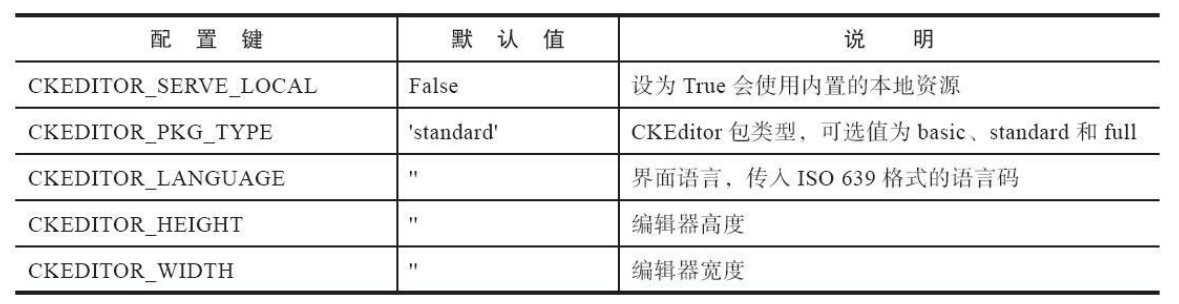 配置键 默认值 说明
CKEDITOR_SERVE_LOCAL False 设为 True 会使用内置的本地资源
CKEDITOR_PKG_TYPE 'standard' CKEditor 包类型，可选值为 basic、standard 和 full
CKEDITOR_LANGUAGE '' 界面语言，传入 ISO 639 格式的语言码
CKEDITOR_HEIGHT '' 编辑器高度
CKEDITOR_WIDTH '' 编辑器宽度